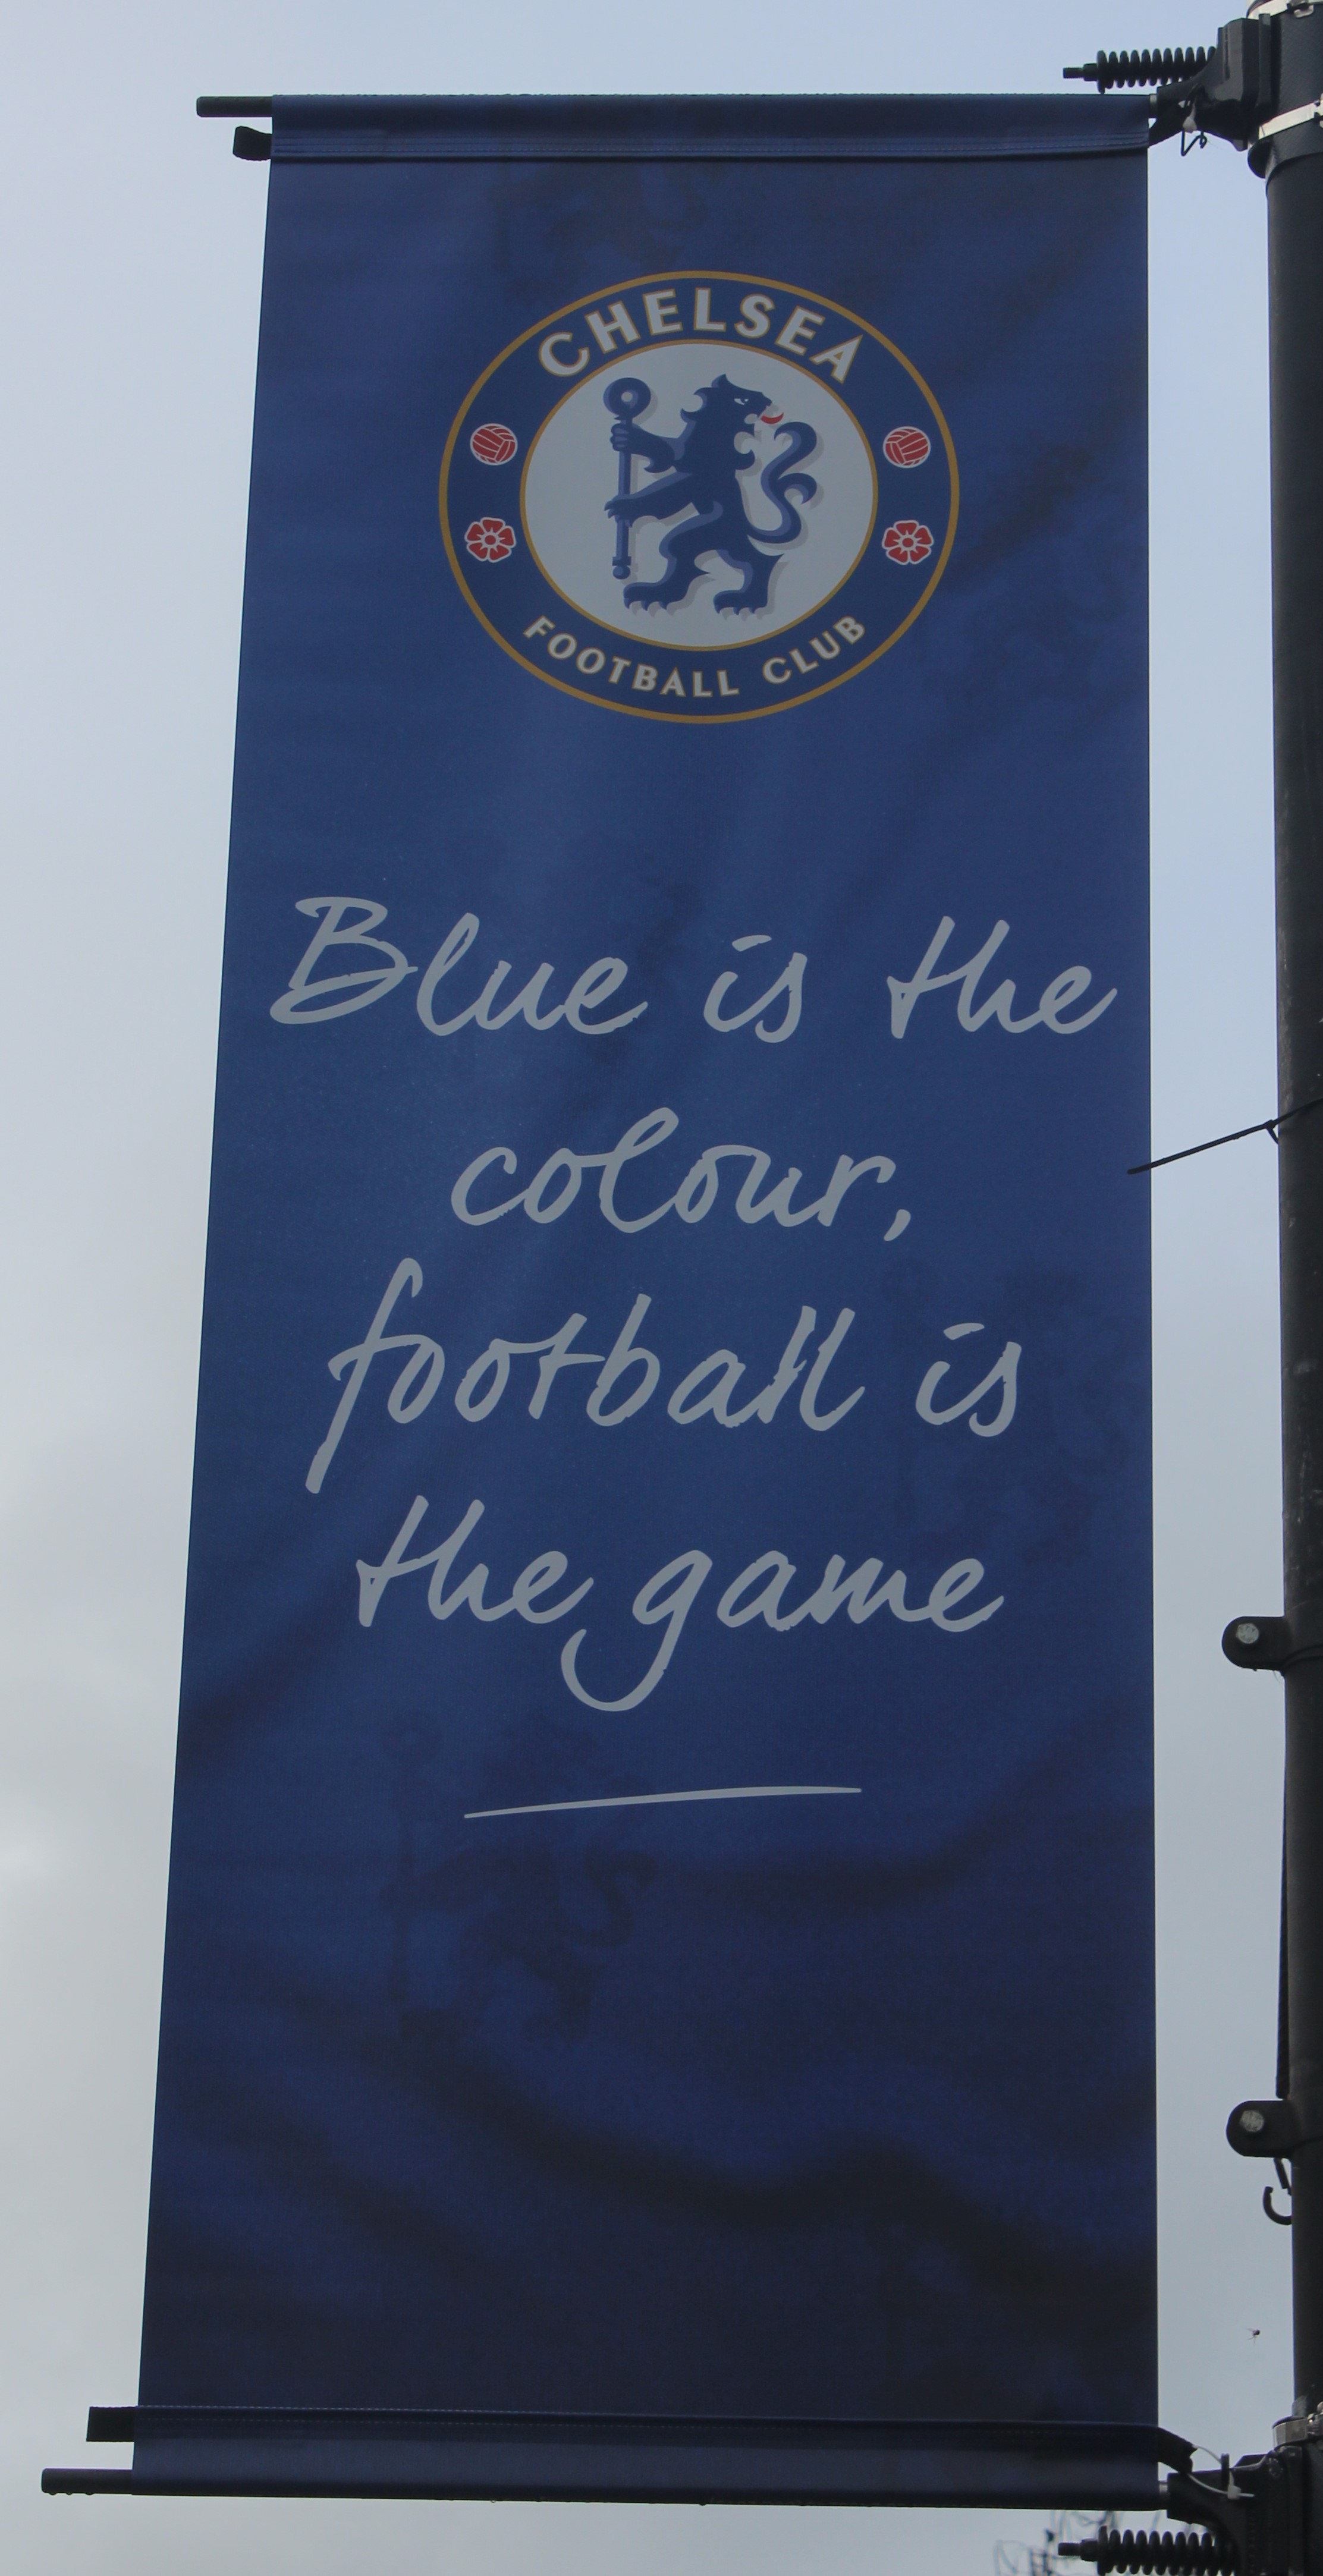 CHELSEA
FOOTBALL CLUB
Blue is the
colour,
football is
the game